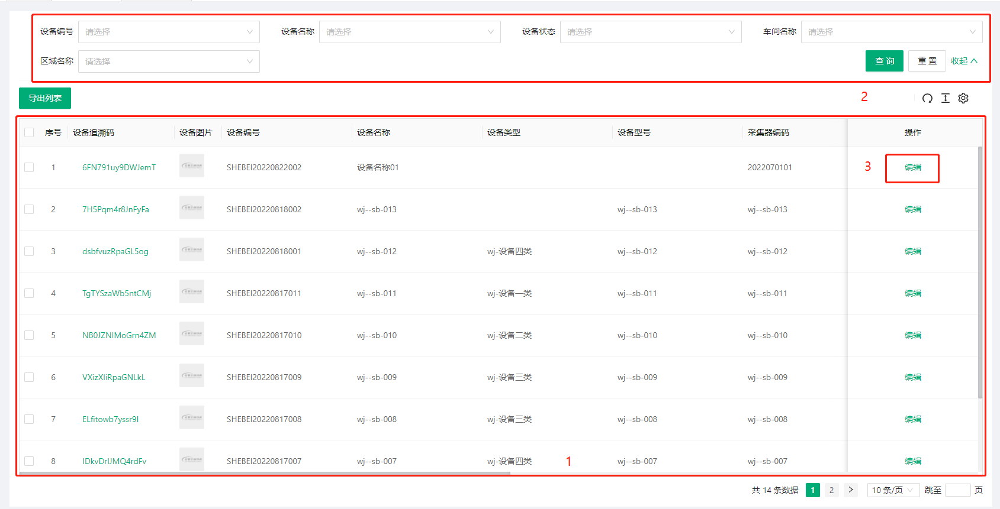 设备编号 请选择 设备名称 请选择 设备状态 请选择 车间名称 请选择
区域名称 请选择 查 询 重 置 收起
导出列表 2
序号 设备追溯码 设备图片 设备编号 设备名称 设备类型 设备型号 采集器编码 操作
1 6FN791uy9DWJemT SHEBEI20220822002 设备名称01 2022070101 3 编辑
2 7H5Pqm4r8JnFyFa SHEBEI20220818002 wj--sb-013 wj--sb-013 wj--sb-013 编辑
3 dsbfvuzRpaGL5og SHEBEI20220818001 wj--sb-012 wj-设备四类 wj--sb-012 wj--sb-012 编辑
4 TgTYSzaWb5ntCMj SHEBEI20220817011 wj--sb-011 wj-设备一类 wj--sb-011 wj--sb-011 编辑
5 SHEBEI20220817010 wj--sb-010 wj-设备二类 wj--sb-010 wj--sb-010 编辑
6 SHEBEI20220817009 wj--sb-009 wj-设备三类 wj--sb-009 wj--sb-009 编辑
7 SHEBEI20220817008 wj--sb-008 wj-设备三类 wj--sb-008 wj--sb-008 编辑
8 SHEBEI20220817007 wj--sb-007 wj-设备四类 1 wj--sb-007 wj--sb-007 编辑
共 14 条数据 1 2 > 10 条/页 跳至 页